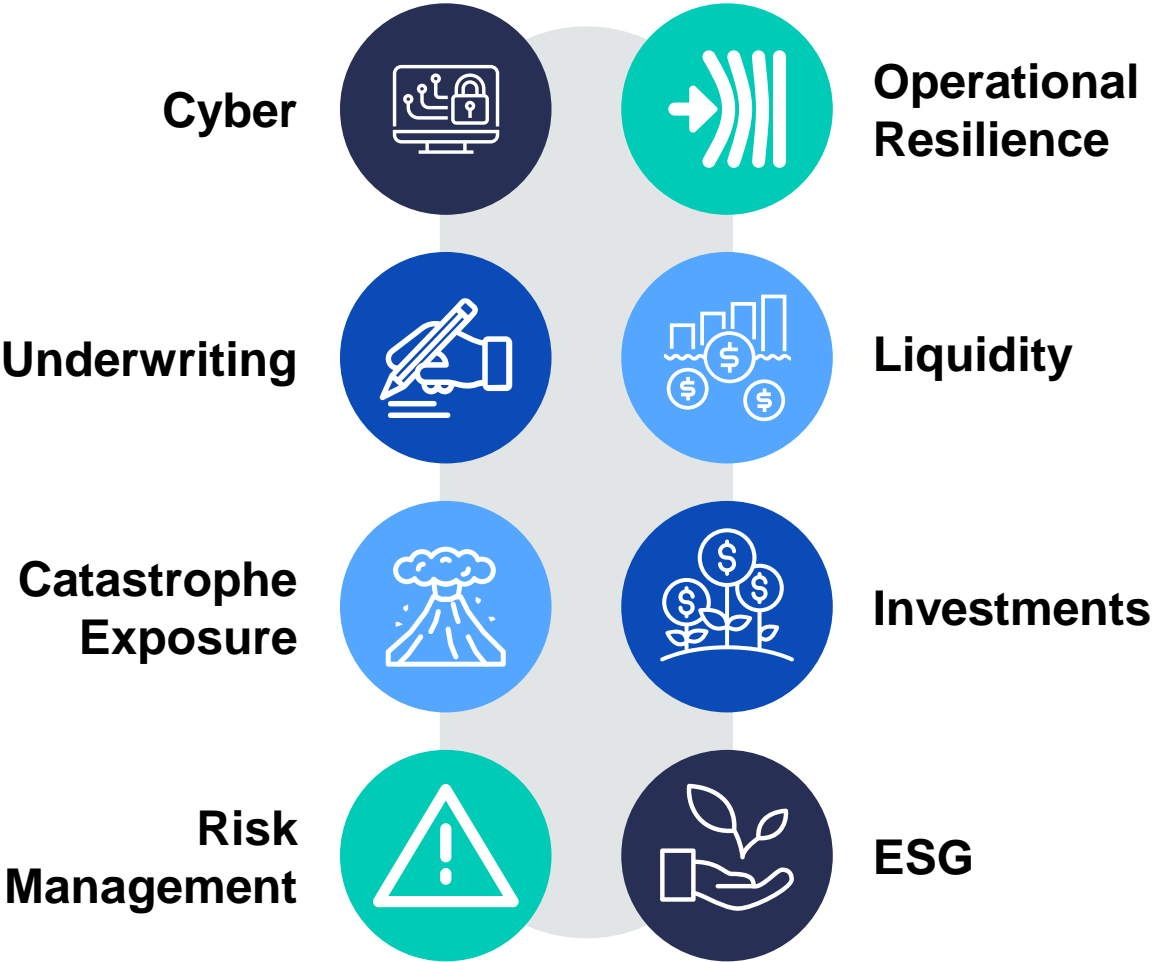 Cyber
Operational
Resilience
Underwriting
Liquidity
Catastrophe
Exposure
Investments
Risk
Management
ESG